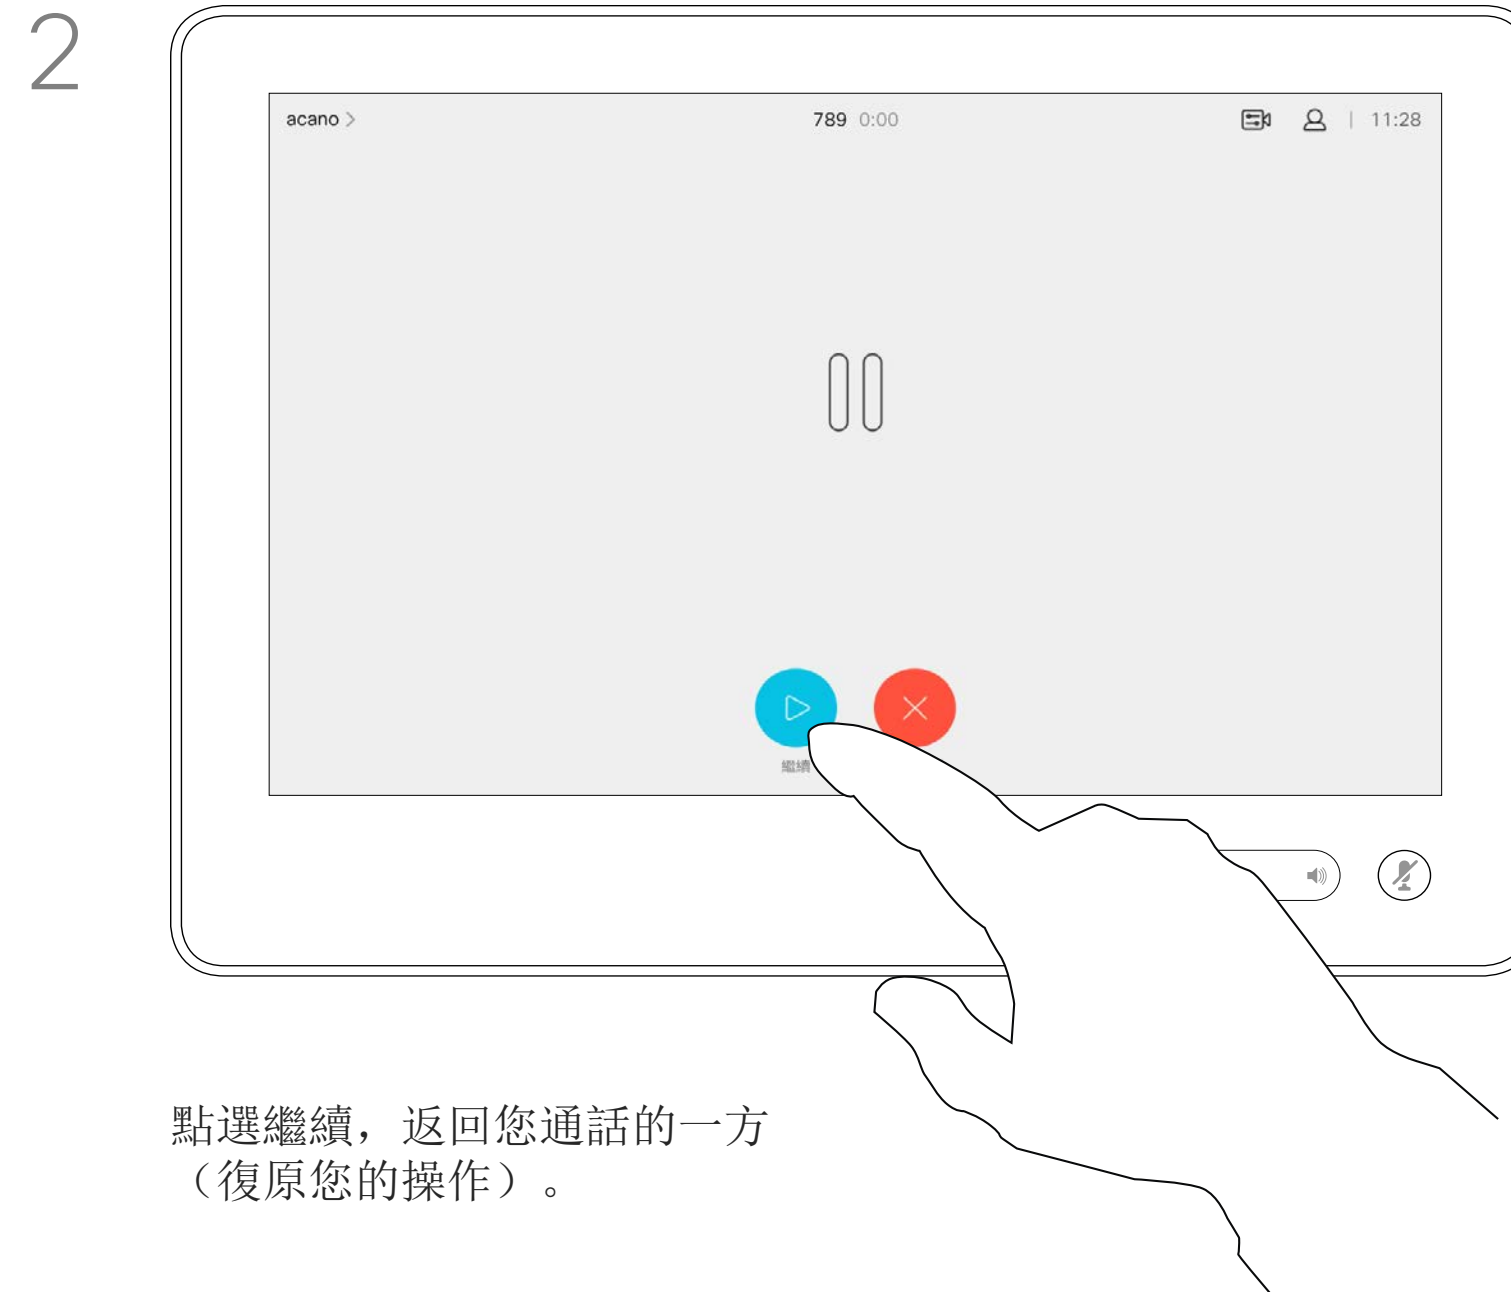 2
acano >
789 0:00
11:28
繼續
點選繼續，返回您通話的一方
（復原您的操作）。